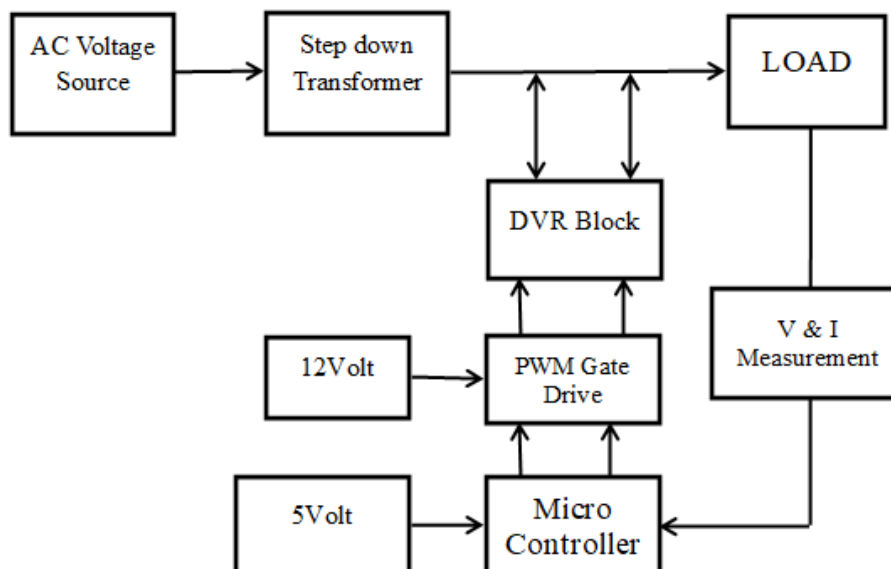 AC Voltage
Source
Step down
Transformer
LOAD
DVR Block
V & I
Measurement
12Volt
PWM Gate
Drive
5Volt
Micro
Controller